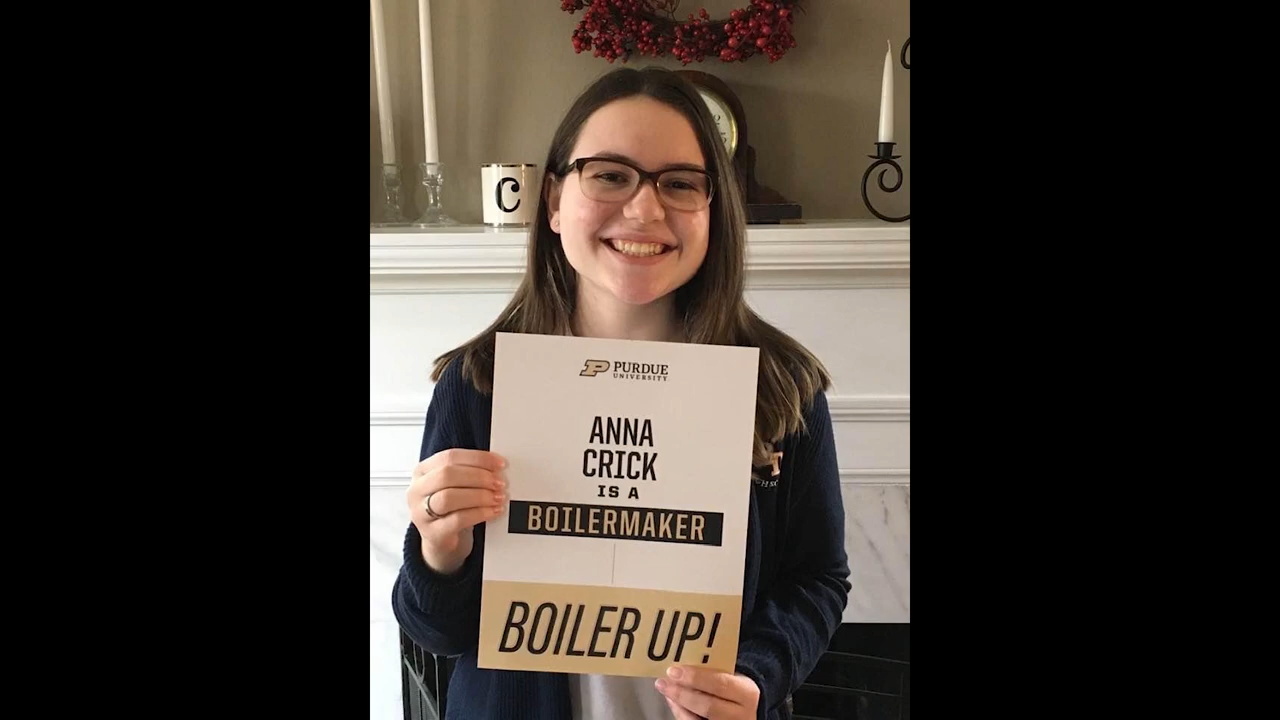 C
PURDUE
UNIVERSITY
ANNA
CRICK
IS A
BOILERMAKER
BOILER UP!